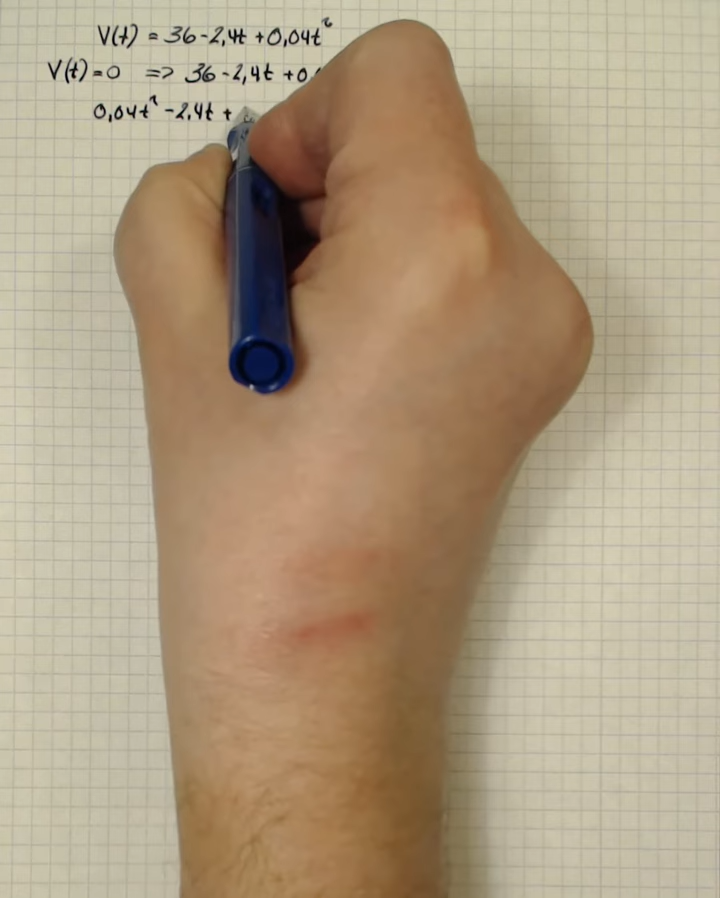 V(t) = 36-2,4t +0,04t²
V(t)=0 => 36-2,4t +0
0,04t² -2.4t +